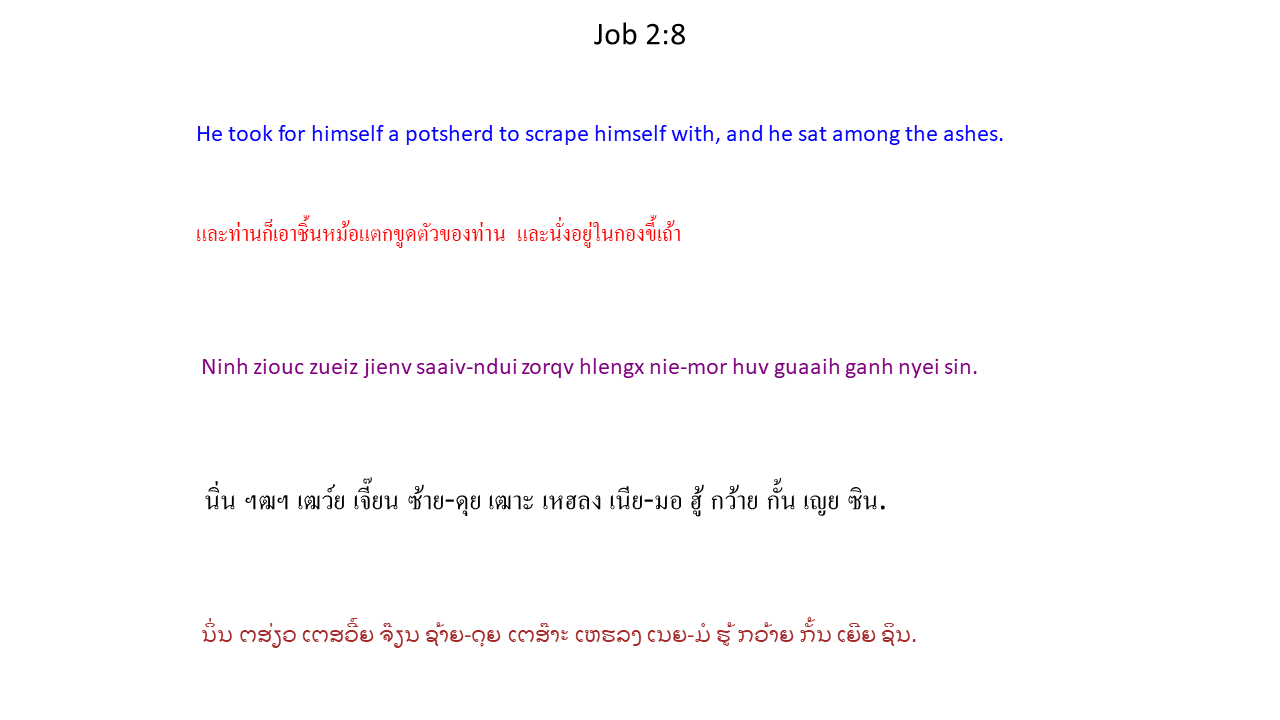 Job 2:8
He took for himself a potsherd to scrape himself with, and he sat among the ashes.
และท่านก็เอาชิ้นหม้อแตกขูดตัวของท่าน และนั่งอยู่ในกองขี้เถ้า
Ninh ziouc zueiz jienv saaiv-ndui zorqv hlengx nie-mor huv guaaih ganh nyei sin.
นิ่น ฯฒฯ เฒว์ย เจี๊ยน ซ้าย-ดุย เฒาะ เหฮลง เนีย-มอ ฮู้ กว้าย กั้น เญย ซิน.
ນິ່ນ ຕສ່ຽວ ເຕສວີ໌ຍ ຈ໊ຽນ ຊ້າຍ-ດຸຍ ເຕສ໊າະ ເຫຮລງ ເນຍ-ມໍ ຮູ້ ກວ້າຍ ກັ້ນ ເຍີຍ ຊິນ.